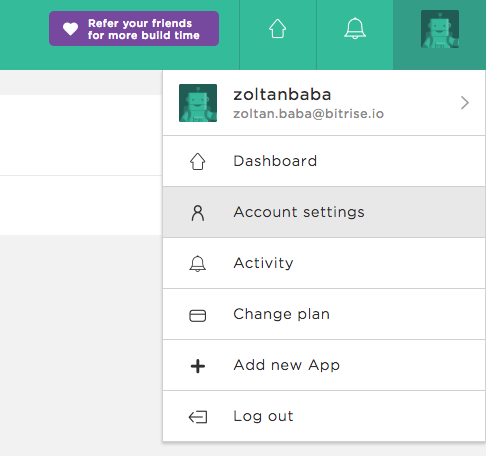 Refer your friends
for more build time
zoltanbaba
zoltan.baba@bitrise.io
Dashboard
Account settings
Activity
Change plan
Add new App
Log out